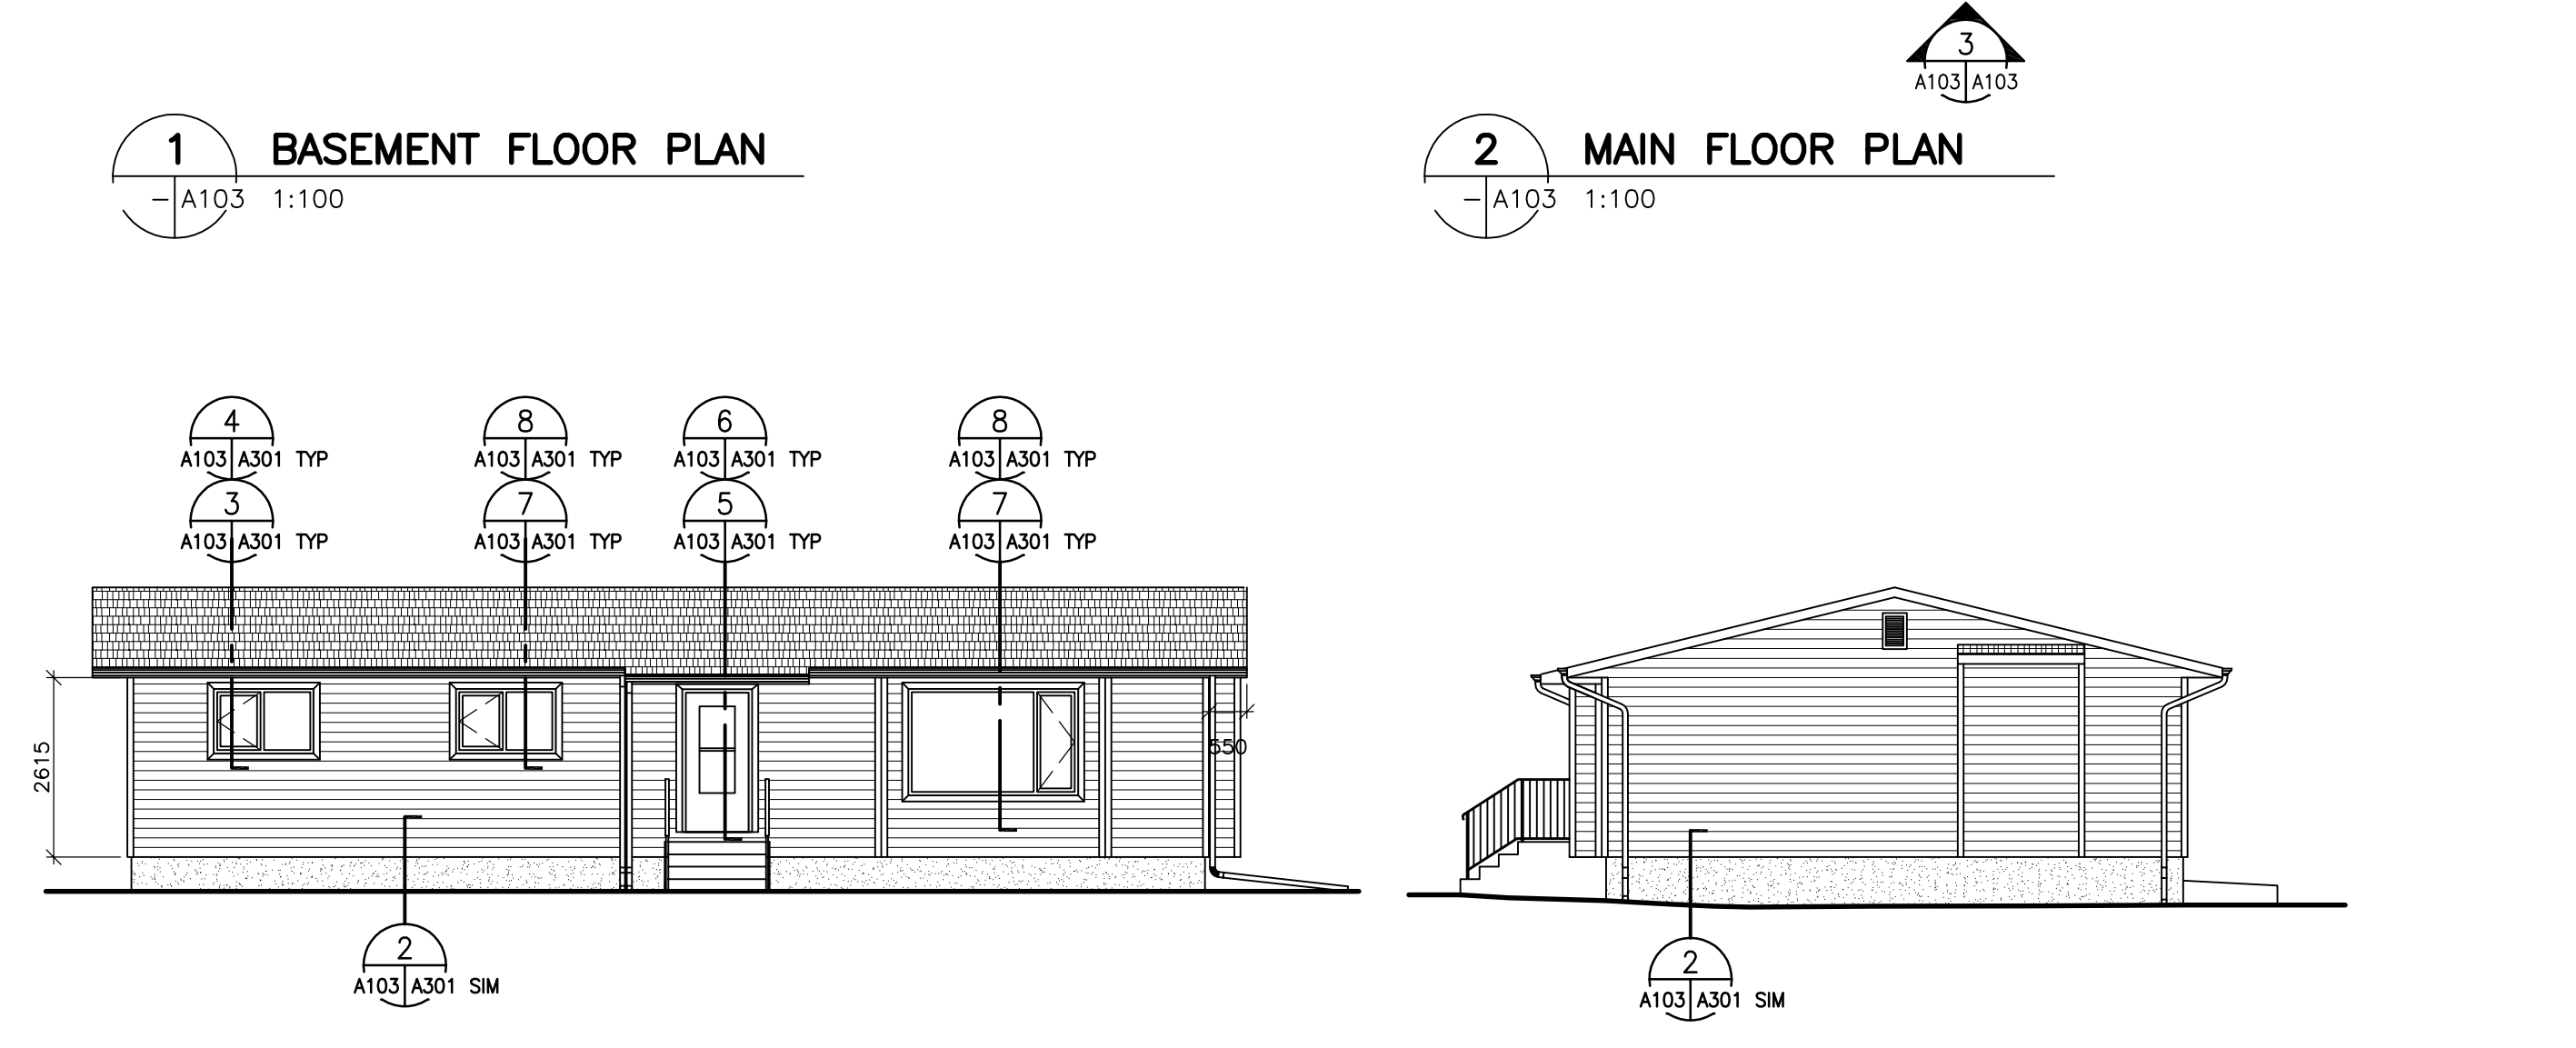 3
A103 A103
1 BASEMENT FLOOR PLAN
– A103 1:100
2 MAIN FLOOR PLAN
– A103 1:100
4
A103 A301 TYP
3
A103 A301 TYP
8
A103 A301 TYP
7
A103 A301 TYP
6
A103 A301 TYP
5
A103 A301 TYP
8
A103 A301 TYP
7
A103 A301 TYP
2615
550
2
A103 A301 SIM
2
A103 A301 SIM